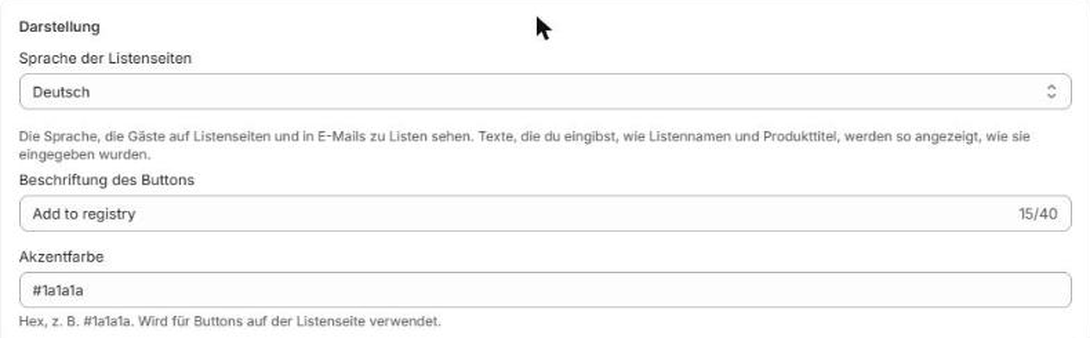 Darstellung
Sprache der Listenseiten
Deutsch
Die Sprache, die Gäste auf Listenseiten und in E-Mails zu Listen sehen. Texte, die du eingibst, wie Listennamen und Produkttitel, werden so angezeigt, wie sie
eingegeben wurden.
Beschriftung des Buttons
Add to registry 15/40
Akzentfarbe
#1a1a1a
Hex, z. B. #1a1a1a. Wird für Buttons auf der Listenseite verwendet.